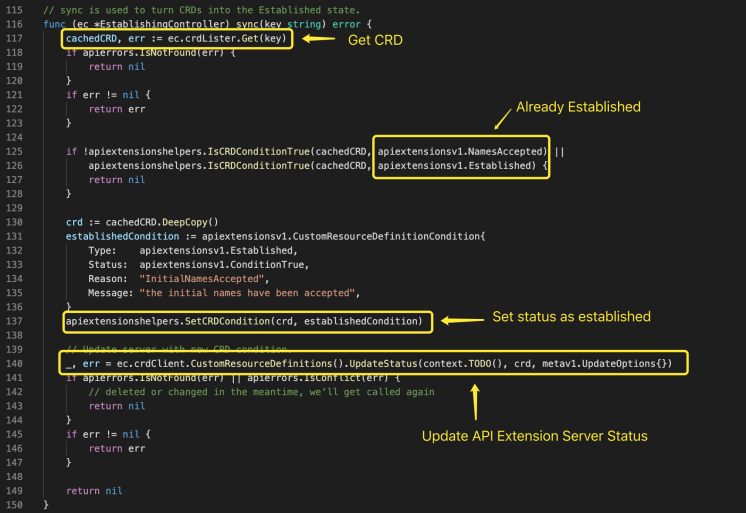 115 // sync is used to turn CRDs into the Established state.
116 func (ec *EstablishingController) sync(key string) error {
117 cachedCRD, err := ec.crdLister.Get(key)
Get CRD
118 if apierrors.IsNotFound(err) {
119 return nil
120 }
121 if err != nil {
122 return err
123 }
Already Established
124
125 if !apiextensionshelpers.IsCRDConditionTrue(cachedCRD, apiextensionsv1.NamesAccepted) ||
126 apiextensionshelpers.IsCRDConditionTrue(cachedCRD, apiextensionsv1.Established) {
127 return nil
128 }
129
130 crd := cachedCRD.DeepCopy()
131 establishedCondition := apiextensionsv1.CustomResourceDefinitionCondition{
132 Type: apiextensionsv1.Established,
133 Status: apiextensionsv1.ConditionTrue,
134 Reason: "InitialNamesAccepted",
135 Message: "the initial names have been accepted",
136 }
137 apiextensionshelpers.SetCRDCondition(crd, establishedCondition)
Set status as established
138
139 // Update server with new CRD condition.
140 _, err = ec.crdClient.CustomResourceDefinitions().UpdateStatus(context.TODO(), crd, metav1.UpdateOptions{})
141 if apierrors.IsNotFound(err) || apierrors.IsConflict(err) {
142 // deleted or changed in the meantime, we'll get called again
143 return nil
144 }
Update API Extension Server Status
145 if err != nil {
146 return err
147 }
148
149 return nil
150 }